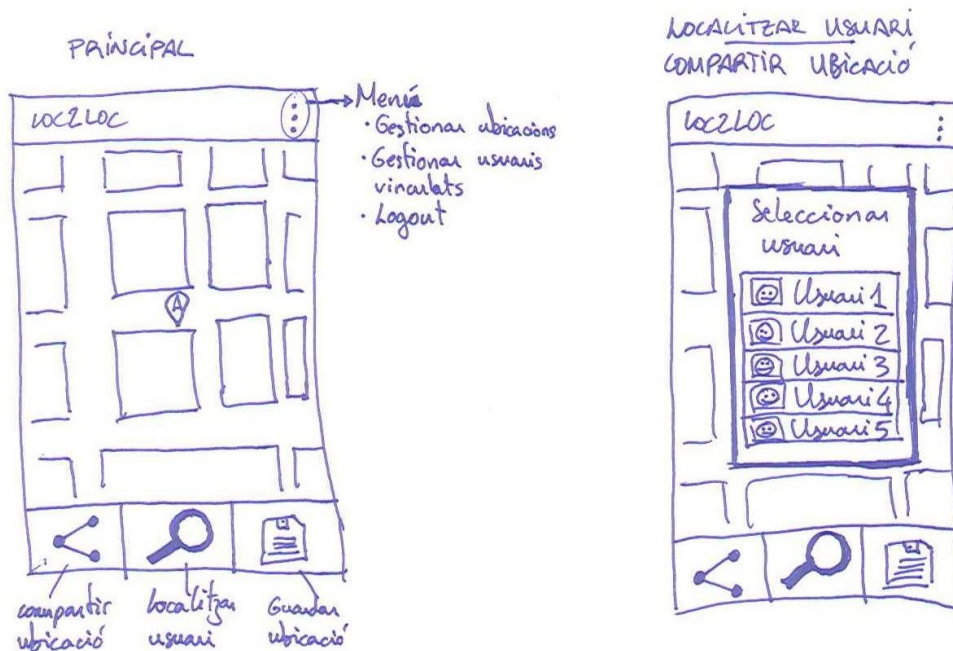 PRINCIPAL
LOC2LOC
Menú
· Gestionar ubicacions
· Gestionar usuaris
vinculats
· Logout
A
compartir
ubicació
localitzar
usuari
Guardar
ubicació
LOCALITZAR USUARI
COMPARTIR UBICACIÓ
LOC2LOC
Seleccionar
usuari
Usuari 1
Usuari 2
Usuari 3
Usuari 4
Usuari 5